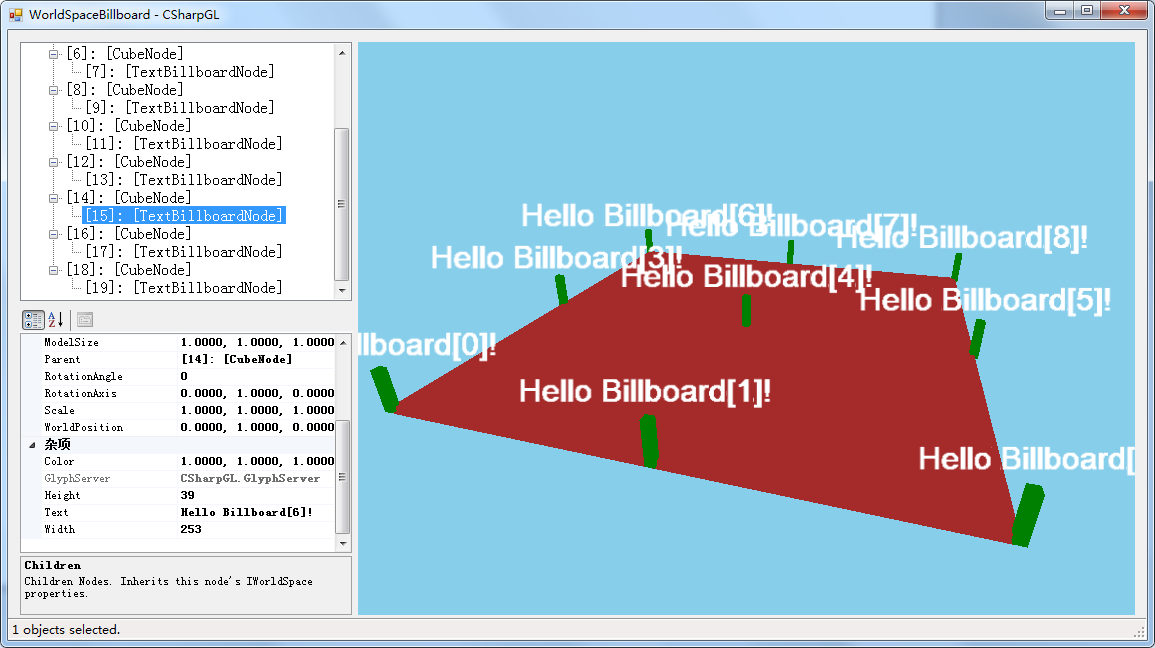 WorldSpaceBillboard - CSharpGL
[6]: [CubeNode]
[7]: [TextBillboardNode]
[8]: [CubeNode]
[9]: [TextBillboardNode]
[10]: [CubeNode]
[11]: [TextBillboardNode]
[12]: [CubeNode]
[13]: [TextBillboardNode]
[14]: [CubeNode]
[15]: [TextBillboardNode]
[16]: [CubeNode]
[17]: [TextBillboardNode]
[18]: [CubeNode]
[19]: [TextBillboardNode]
ModelSize 1.0000, 1.0000, 1.0000
Parent [14]: [CubeNode]
RotationAngle 0
RotationAxis 0.0000, 1.0000, 0.0000
Scale 1.0000, 1.0000, 1.0000
WorldPosition 0.0000, 1.0000, 0.0000
杂项
Color 1.0000, 1.0000, 1.0000
GlyphServer CSharpGL.GlyphServer
Height 39
Text Hello Billboard[6]!
Width 253
Children
Children Nodes. Inherits this node's IWorldSpace
properties.
Hello Billboard[6]!
Hello Billboard[7]!
Hello Billboard[8]!
Hello Billboard[3]!
Hello Billboard[4]!
Hello Billboard[5]!
llboard[0]!
Hello Billboard[1]!
Hello Billboard[
1 objects selected.